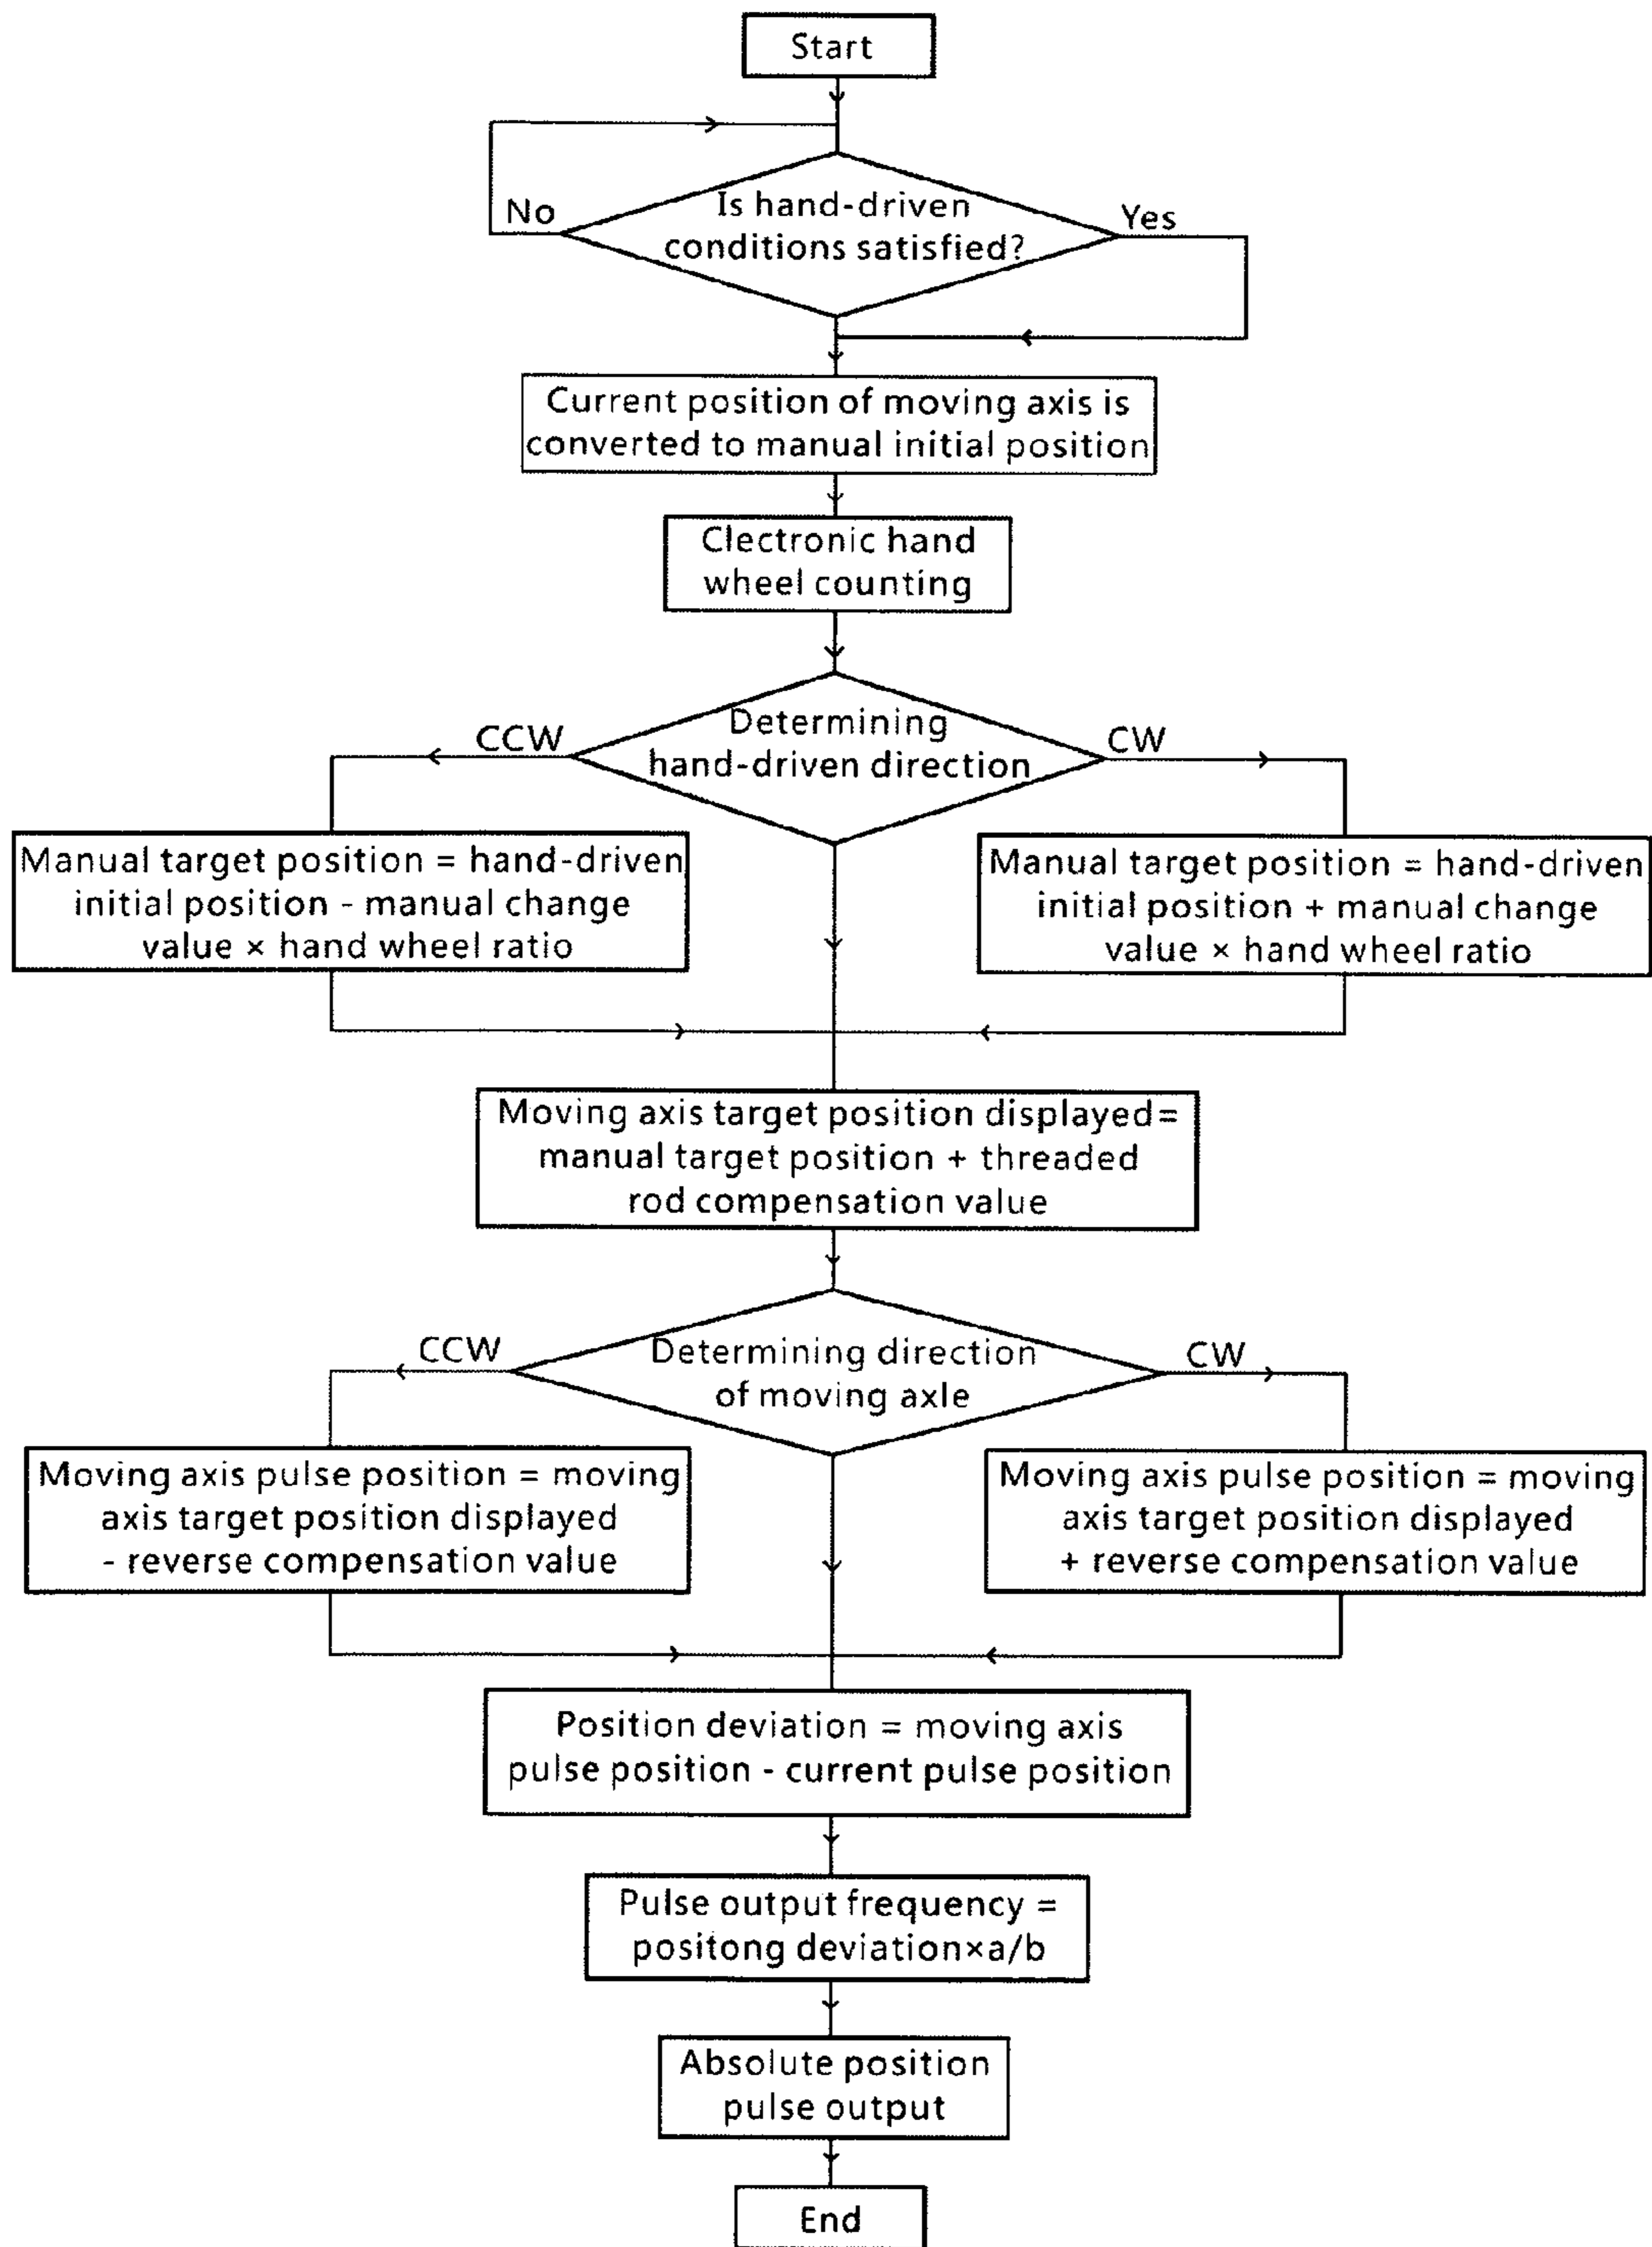 Start
No
Is hand-driven
conditions satisfied?
Yes
Current position of moving axis is
converted to manual initial position
Clectronic hand
wheel counting
CCW
Determining
hand-driven direction
CW
Manual target position = hand-driven
initial position - manual change
value × hand wheel ratio
Manual target position = hand-driven
initial position + manual change
value × hand wheel ratio
Moving axis target position displayed=
manual target position + threaded
rod compensation value
CCW
Determining direction
of moving axle
CW
Moving axis pulse position = moving
axis target position displayed
- reverse compensation value
Moving axis pulse position = moving
axis target position displayed
+ reverse compensation value
Position deviation = moving axis
pulse position - current pulse position
Pulse output frequency =
positong deviation×a/b
Absolute position
pulse output
End